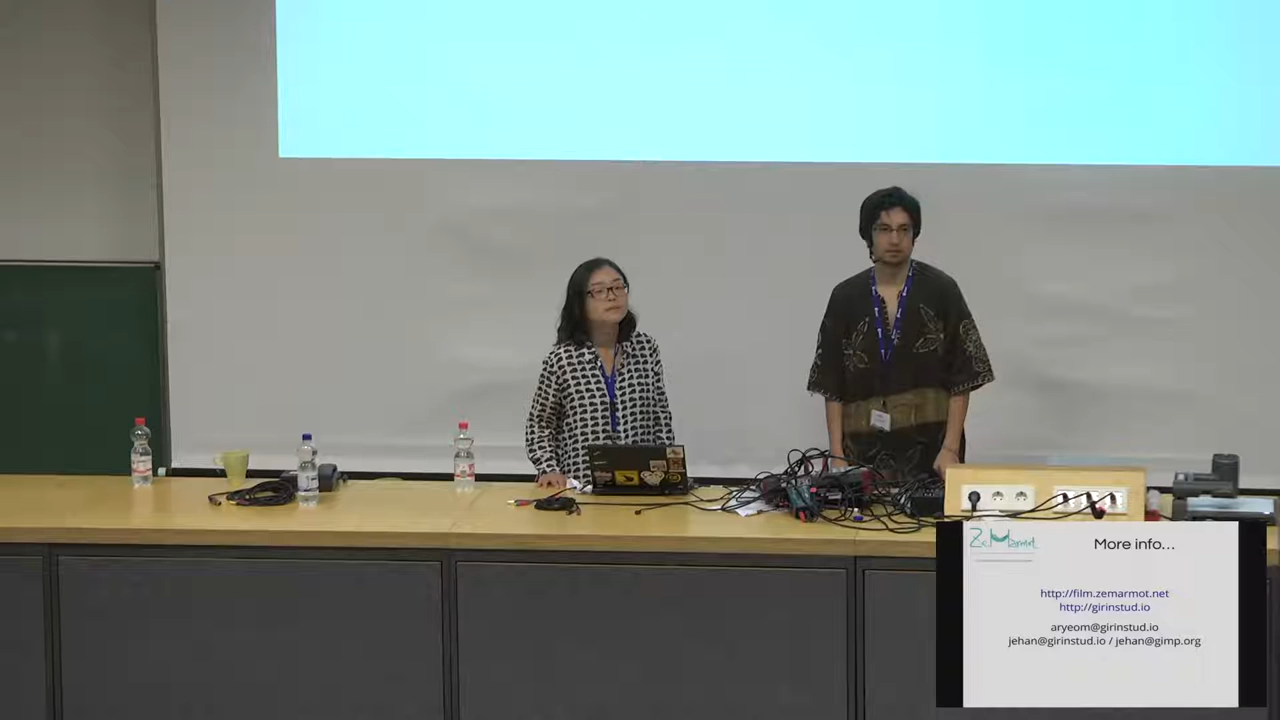 ZeMarmot
More info...
http://film.zemarmot.net
http://girinstud.io
aryeom@girinstud.io
jehan@girinstud.io / jehan@gimp.org